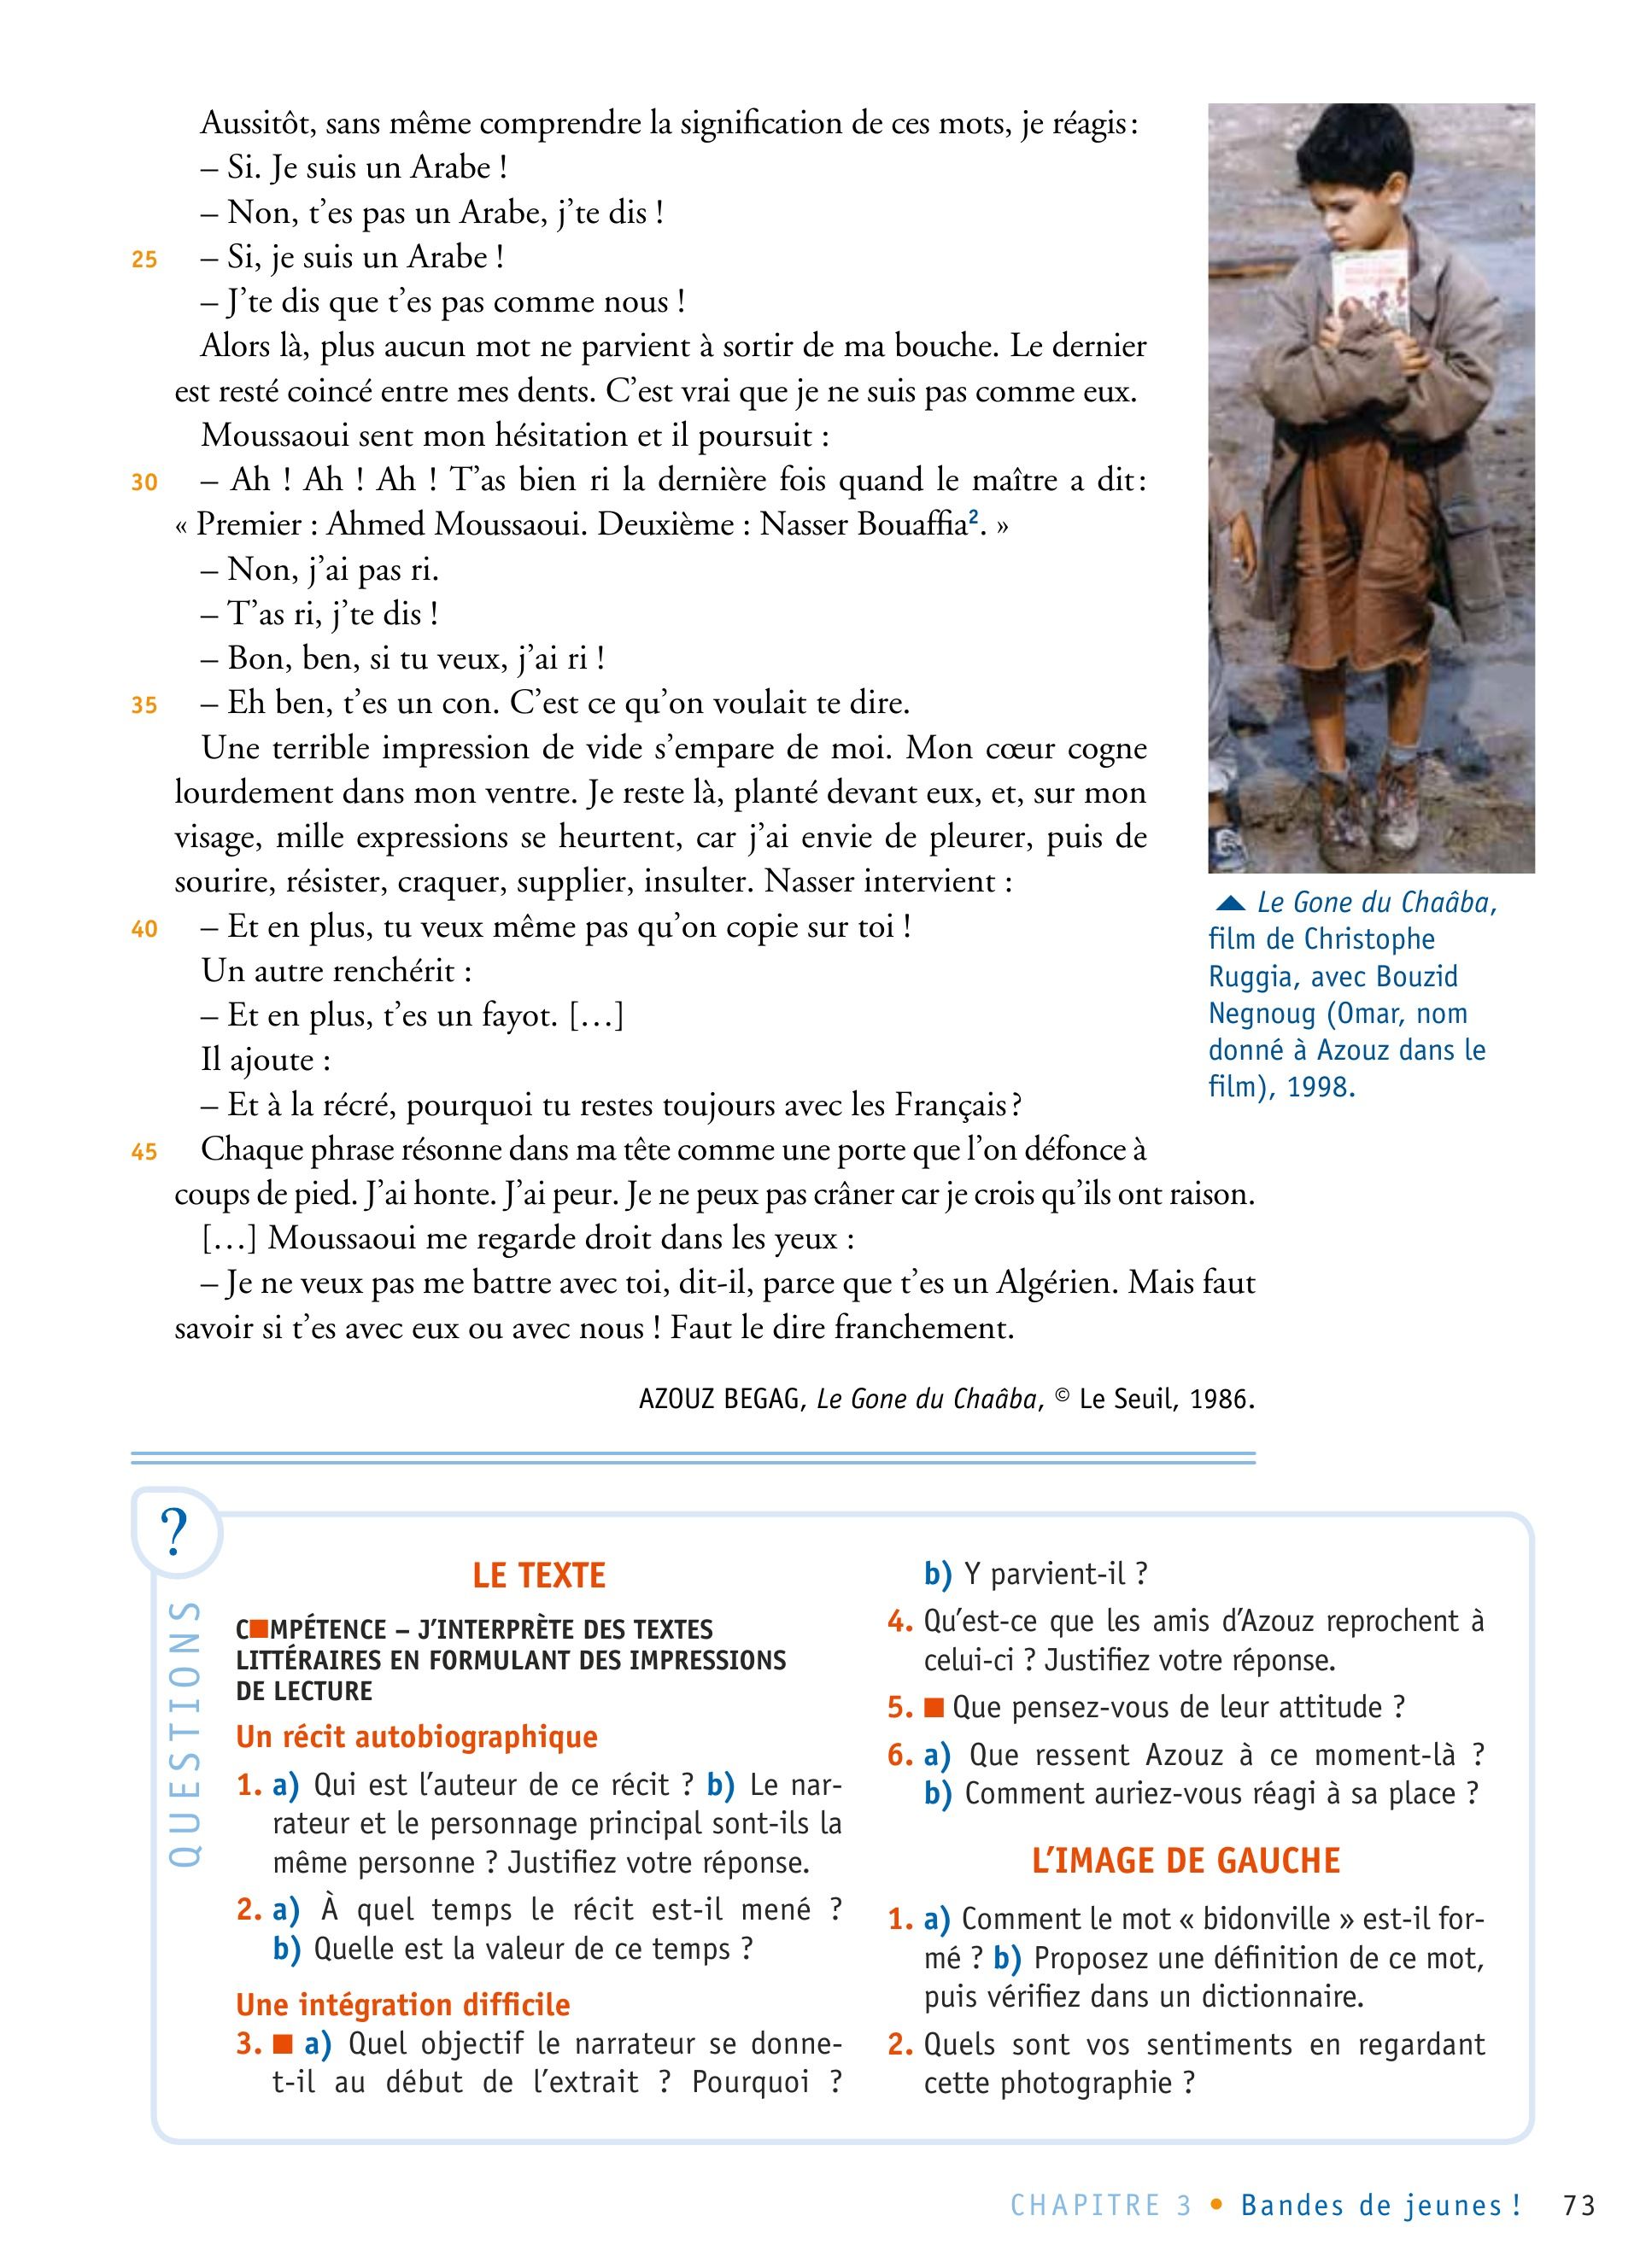 Aussitôt, sans même comprendre la signification de ces mots, je réagis :
– Si. Je suis un Arabe !
– Non, t’es pas un Arabe, j’te dis !
25 – Si, je suis un Arabe !
– J’te dis que t’es pas comme nous !
Alors là, plus aucun mot ne parvient à sortir de ma bouche. Le dernier
est resté coincé entre mes dents. C’est vrai que je ne suis pas comme eux.
Moussaoui sent mon hésitation et il poursuit :
30 – Ah ! Ah ! Ah ! T’as bien ri la dernière fois quand le maître a dit :
« Premier : Ahmed Moussaoui. Deuxième : Nasser Bouaffia². »
– Non, j’ai pas ri.
– T’as ri, j’te dis !
– Bon, ben, si tu veux, j’ai ri !
35 – Eh ben, t’es un con. C’est ce qu’on voulait te dire.
Une terrible impression de vide s’empare de moi. Mon cœur cogne
lourdement dans mon ventre. Je reste là, planté devant eux, et, sur mon
visage, mille expressions se heurtent, car j’ai envie de pleurer, puis de
sourire, résister, craquer, supplier, insulter. Nasser intervient :
40 – Et en plus, tu veux même pas qu’on copie sur toi !
Un autre renchérit :
– Et en plus, t’es un fayot. […]
Il ajoute :
– Et à la récré, pourquoi tu restes toujours avec les Français ?
45 Chaque phrase résonne dans ma tête comme une porte que l’on défonce à
coups de pied. J’ai honte. J’ai peur. Je ne peux pas crâner car je crois qu’ils ont raison.
[…] Moussaoui me regarde droit dans les yeux :
– Je ne veux pas me battre avec toi, dit-il, parce que t’es un Algérien. Mais faut
savoir si t’es avec eux ou avec nous ! Faut le dire franchement.
AZOUZ BEGAG, Le Gone du Chaâba, © Le Seuil, 1986.
▲ Le Gone du Chaâba,
film de Christophe
Ruggia, avec Bouzid
Negnoug (Omar, nom
donné à Azouz dans le
film), 1998.
?
QUESTIONS
LE TEXTE
C■MPÉTENCE – J’INTERPRÈTE DES TEXTES
LITTÉRAIRES EN FORMULANT DES IMPRESSIONS
DE LECTURE
Un récit autobiographique
1. a) Qui est l’auteur de ce récit ? b) Le nar-
rateur et le personnage principal sont-ils la
même personne ? Justifiez votre réponse.
2. a) À quel temps le récit est-il mené ?
b) Quelle est la valeur de ce temps ?
Une intégration difficile
3. ■ a) Quel objectif le narrateur se donne-
t-il au début de l’extrait ? Pourquoi ?
b) Y parvient-il ?
4. Qu’est-ce que les amis d’Azouz reprochent à
celui-ci ? Justifiez votre réponse.
5. ■ Que pensez-vous de leur attitude ?
6. a) Que ressent Azouz à ce moment-là ?
b) Comment auriez-vous réagi à sa place ?
L’IMAGE DE GAUCHE
1. a) Comment le mot « bidonville » est-il for-
mé ? b) Proposez une définition de ce mot,
puis vérifiez dans un dictionnaire.
2. Quels sont vos sentiments en regardant
cette photographie ?
CHAPITRE 3 • Bandes de jeunes ! 73